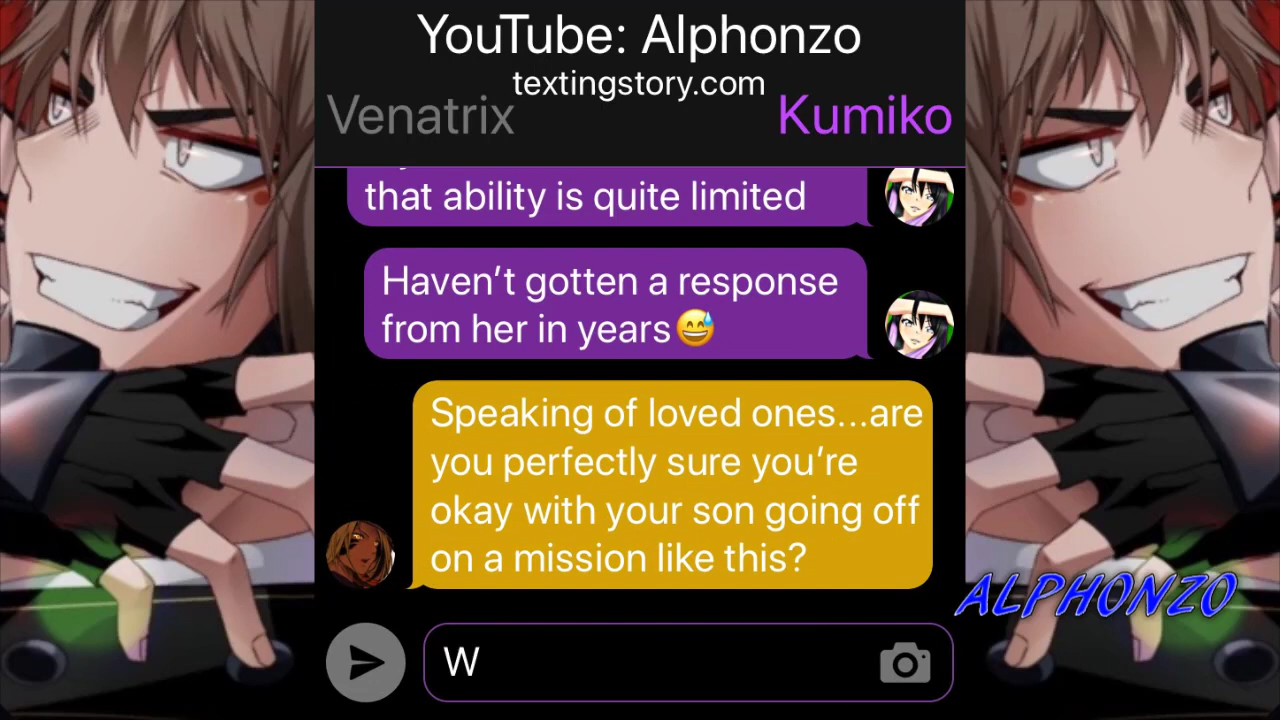 YouTube: Alphonzo
textingstory.com
Venatrix
Kumiko
that ability is quite limited
Haven't gotten a response
from her in years😅
Speaking of loved ones...are
you perfectly sure you're
okay with your son going off
on a mission like this?
ALPHONZO
W